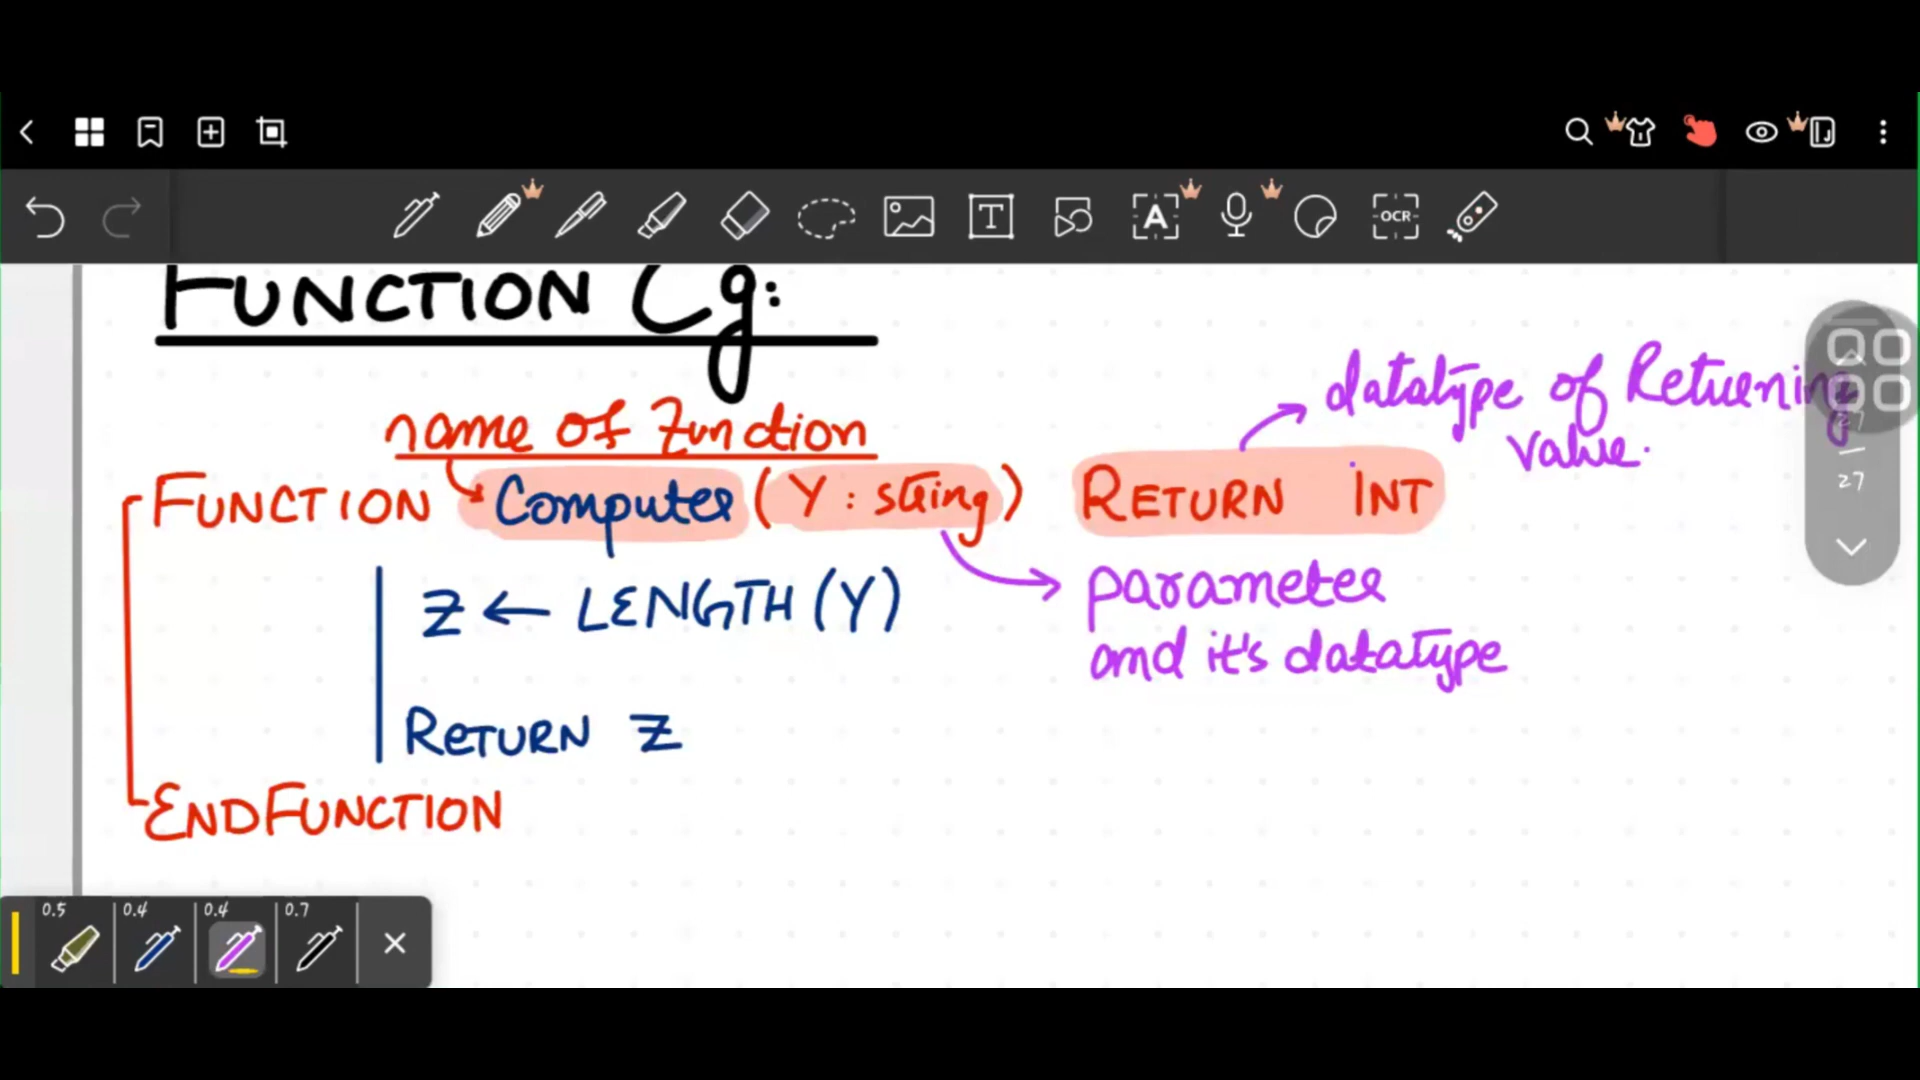 A
T
OCR
FUNCTION Eg:
datatype of Returning
value.
name of function
FUNCTION Computer (Y : string) RETURN INT
27
27
Z ← LENGTH (Y)
parameter
and it's datatype
RETURN Z
ENDFUNCTION
0.5 0.4 0.4 0.7